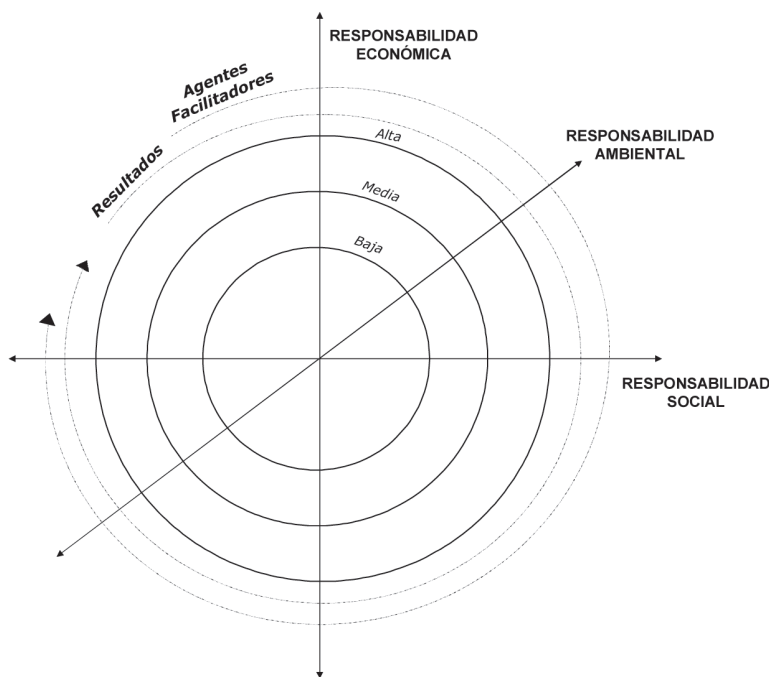 RESPONSABILIDAD
ECONÓMICA
Agentes
Facilitadores
Resultados
Alta
Media
Baja
RESPONSABILIDAD
AMBIENTAL
RESPONSABILIDAD
SOCIAL